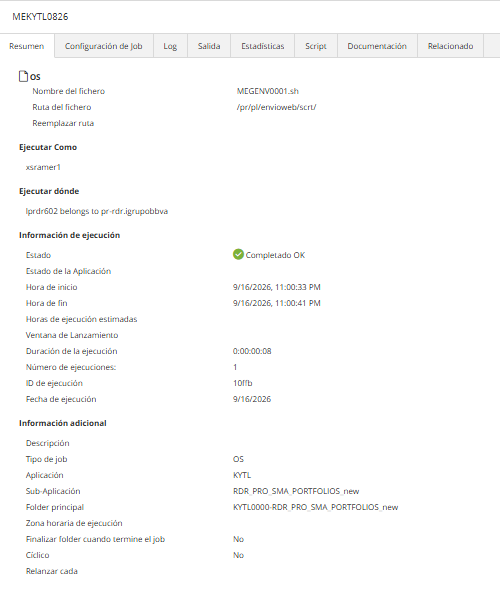 MEKYTL0826
Resumen Configuración de Job Log Salida Estadísticas Script Documentación Relacionado
OS
Nombre del fichero MEGENV0001.sh
Ruta del fichero /pr/pl/envioweb/scrt/
Reemplazar ruta
Ejecutar Como
xsramer1
Ejecutar dónde
lprdr602 belongs to pr-rdr.igrupobbva
Información de ejecución
Estado Completado OK
Estado de la Aplicación
Hora de inicio 9/16/2026, 11:00:33 PM
Hora de fin 9/16/2026, 11:00:41 PM
Horas de ejecución estimadas
Ventana de Lanzamiento
Duración de la ejecución 0:00:00:08
Número de ejecuciones: 1
ID de ejecución 10ffb
Fecha de ejecución 9/16/2026
Información adicional
Descripción
Tipo de job OS
Aplicación KYTL
Sub-Aplicación RDR_PRO_SMA_PORTFOLIOS_new
Folder principal KYTL0000-RDR_PRO_SMA_PORTFOLIOS_new
Zona horaria de ejecución
Finalizar folder cuando termine el job No
Cíclico No
Relanzar cada